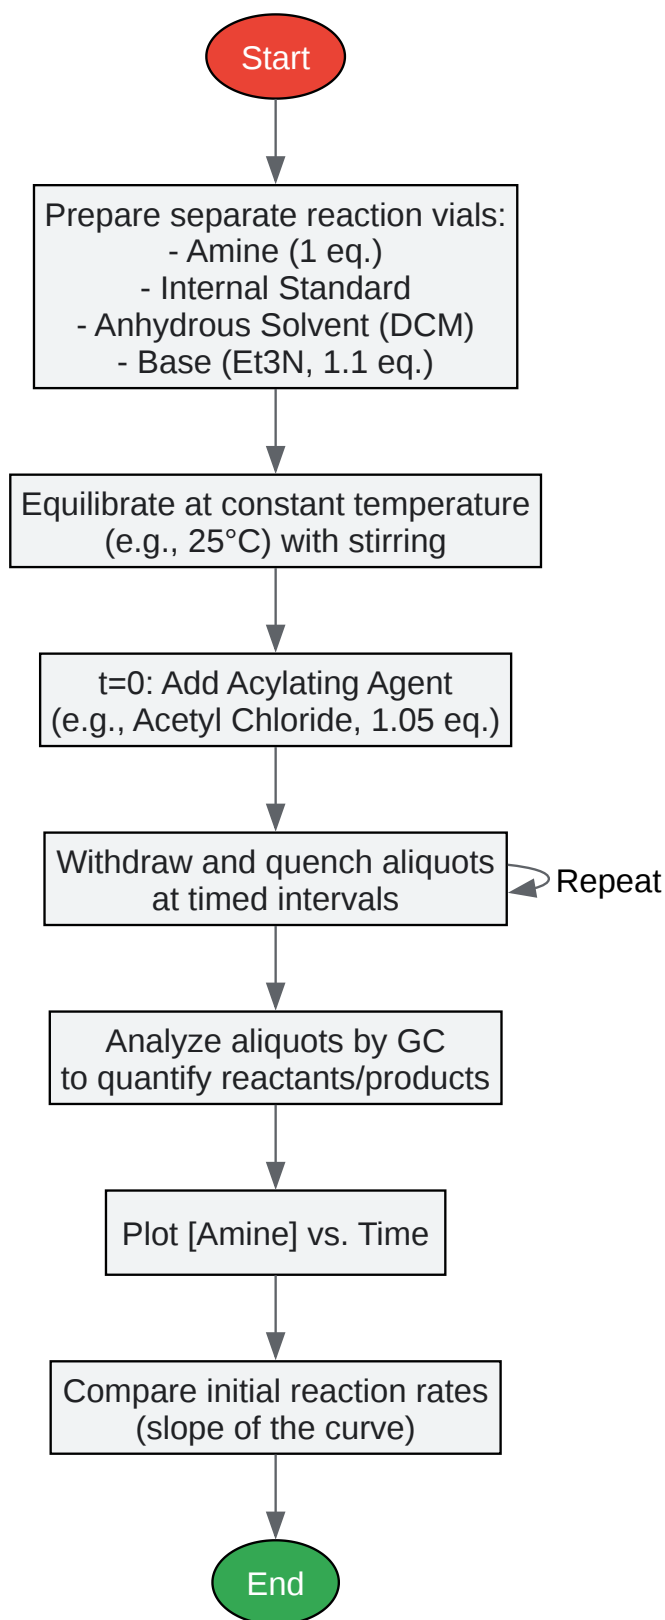 Start
Prepare separate reaction vials:
- Amine (1 eq.)
- Internal Standard
- Anhydrous Solvent (DCM)
- Base (Et3N, 1.1 eq.)
Equilibrate at constant temperature
(e.g., 25°C) with stirring
t=0: Add Acylating Agent
(e.g., Acetyl Chloride, 1.05 eq.)
Withdraw and quench aliquots
at timed intervals
Repeat
Analyze aliquots by GC
to quantify reactants/products
Plot [Amine] vs. Time
Compare initial reaction rates
(slope of the curve)
End